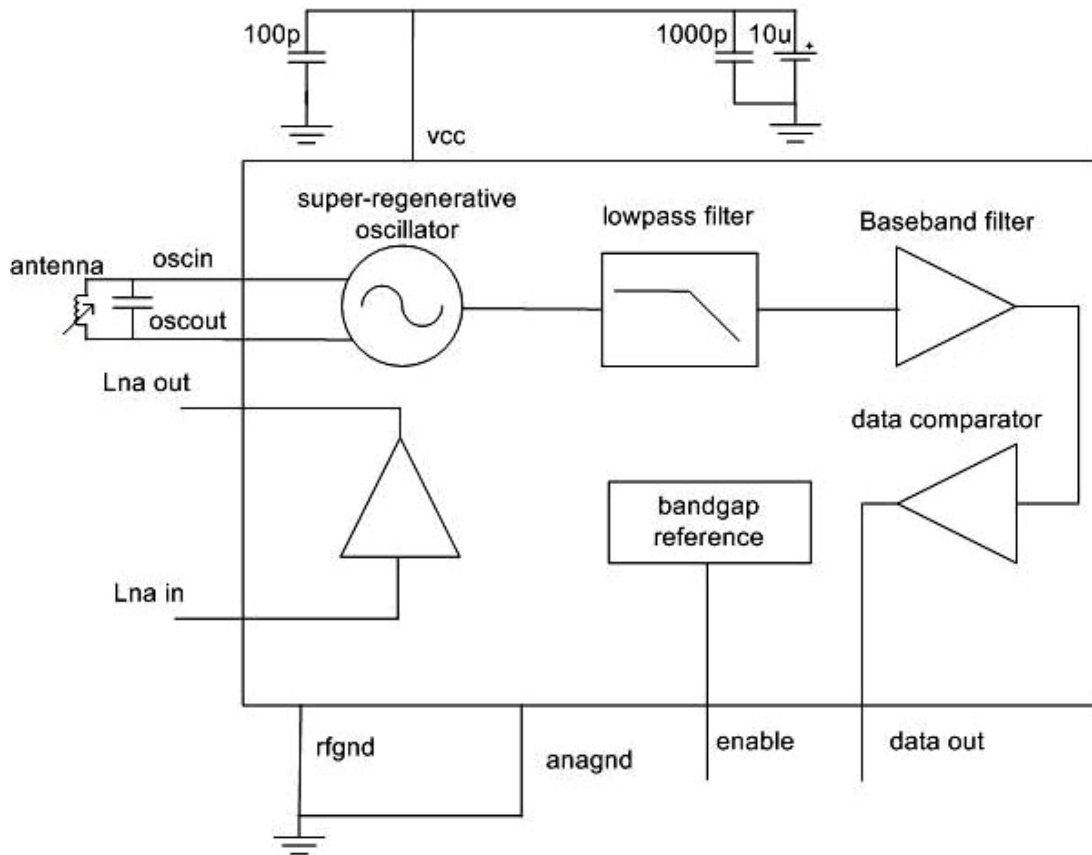 100p
1000p
10u
+
vcc
super-regenerative
oscillator
lowpass filter
Baseband filter
antenna
oscin
oscout
Lna out
data comparator
bandgap
reference
Lna in
rfgnd
anagnd
enable
data out